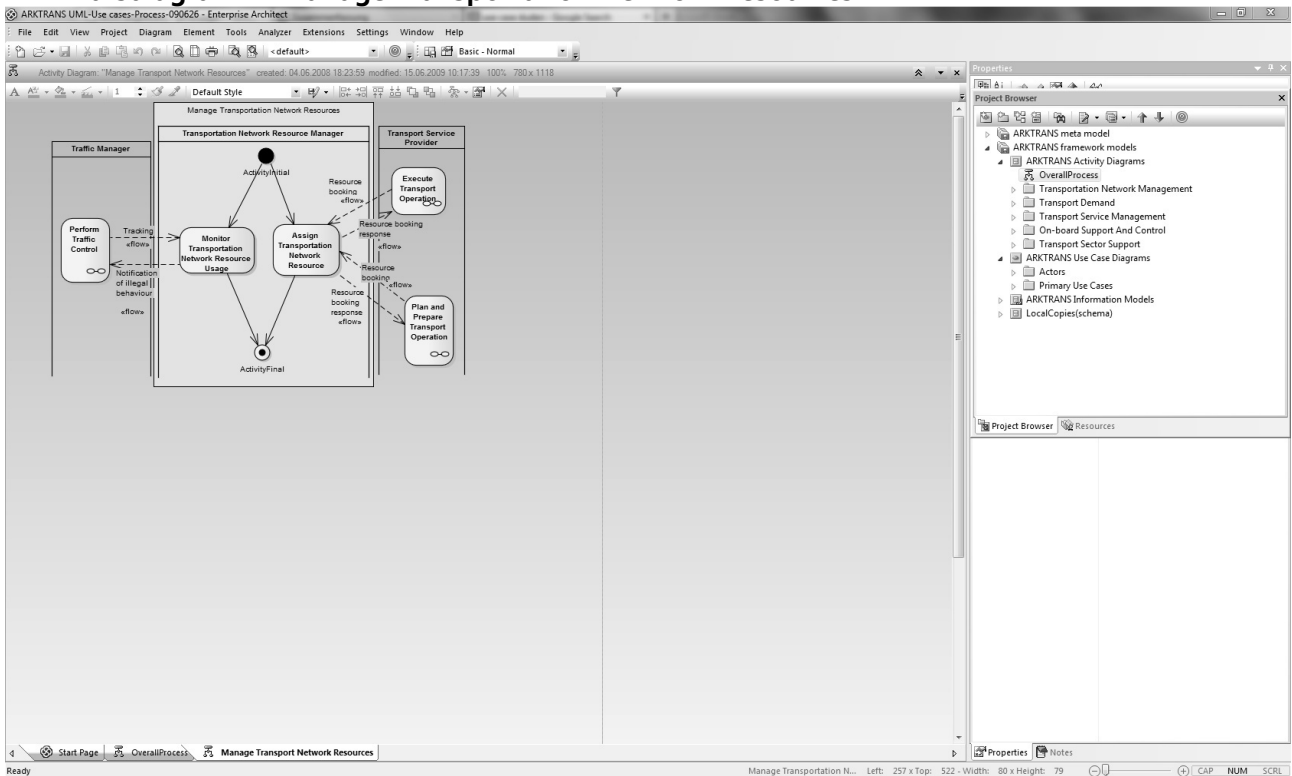 ARKTRANS UML-Use cases-Process-090626 - Enterprise Architect
File Edit View Project Diagram Element Tools Analyzer Extensions Settings Window Help
<default> Basic - Normal
Activity Diagram: "Manage Transport Network Resources" created: 04.06.2008 18:23:59 modified: 15.06.2009 10:17:39 100% 780 x 1118
1 Default Style
Manage Transportation Network Resources
Traffic Manager
Transportation Network Resource Manager
Transport Service
Provider
ActivityInitial
Perform
Traffic
Control
Tracking
«flow»
Notification
of illegal
behaviour
«flow»
Monitor
Transportation
Network Resource
Usage
Assign
Transportation
Network
Resource
Resource
booking
«flow»
Execute
Transport
Operation
Resource booking
response
«flow»
Resource
booking
«flow»
Resource
booking
response
«flow»
Plan and
Prepare
Transport
Operation
ActivityFinal
Properties
Project Browser
ARKTRANS meta model
ARKTRANS framework models
ARKTRANS Activity Diagrams
OverallProcess
Transportation Network Management
Transport Demand
Transport Service Management
On-board Support And Control
Transport Sector Support
ARKTRANS Use Case Diagrams
Actors
Primary Use Cases
ARKTRANS Information Models
LocalCopies(schema)
Project Browser Resources
Start Page OverallProcess Manage Transport Network Resources
Properties Notes
Ready Manage Transportation N... Left: 257 x Top: 522 - Width: 80 x Height: 79 CAP NUM SCRL